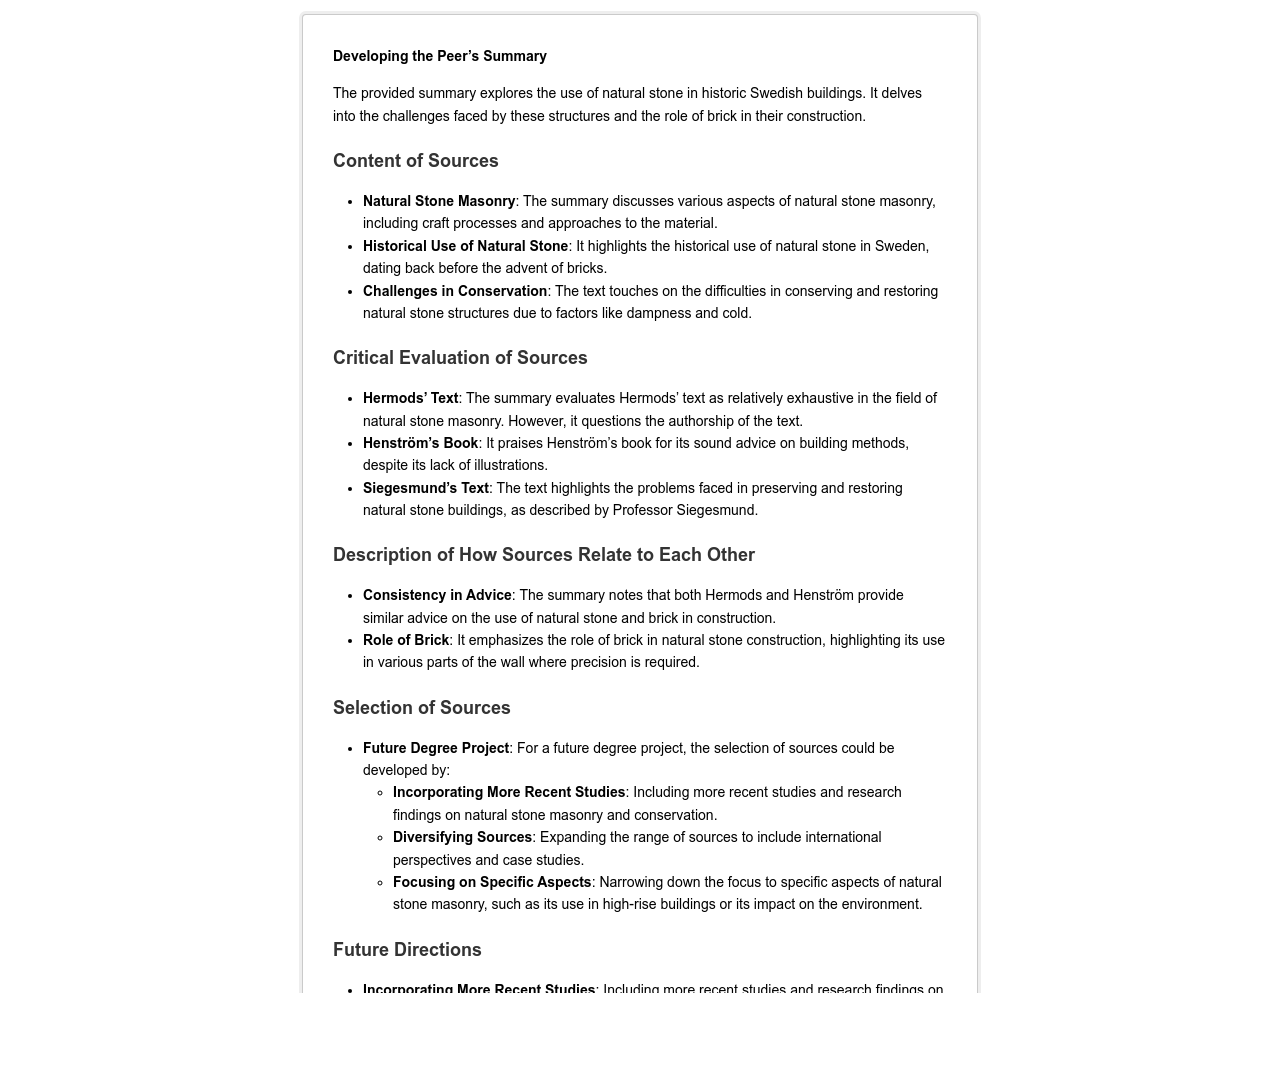 Developing the Peer’s Summary
The provided summary explores the use of natural stone in historic Swedish buildings. It delves
into the challenges faced by these structures and the role of brick in their construction.
Content of Sources
• Natural Stone Masonry: The summary discusses various aspects of natural stone masonry,
including craft processes and approaches to the material.
• Historical Use of Natural Stone: It highlights the historical use of natural stone in Sweden,
dating back before the advent of bricks.
• Challenges in Conservation: The text touches on the difficulties in conserving and restoring
natural stone structures due to factors like dampness and cold.
Critical Evaluation of Sources
• Hermods’ Text: The summary evaluates Hermods’ text as relatively exhaustive in the field of
natural stone masonry. However, it questions the authorship of the text.
• Henström’s Book: It praises Henström’s book for its sound advice on building methods,
despite its lack of illustrations.
• Siegesmund’s Text: The text highlights the problems faced in preserving and restoring
natural stone buildings, as described by Professor Siegesmund.
Description of How Sources Relate to Each Other
• Consistency in Advice: The summary notes that both Hermods and Henström provide
similar advice on the use of natural stone and brick in construction.
• Role of Brick: It emphasizes the role of brick in natural stone construction, highlighting its use
in various parts of the wall where precision is required.
Selection of Sources
• Future Degree Project: For a future degree project, the selection of sources could be
developed by:
◦ Incorporating More Recent Studies: Including more recent studies and research
findings on natural stone masonry and conservation.
◦ Diversifying Sources: Expanding the range of sources to include international
perspectives and case studies.
◦ Focusing on Specific Aspects: Narrowing down the focus to specific aspects of natural
stone masonry, such as its use in high-rise buildings or its impact on the environment.
Future Directions
• Incorporating More Recent Studies: Including more recent studies and research findings on